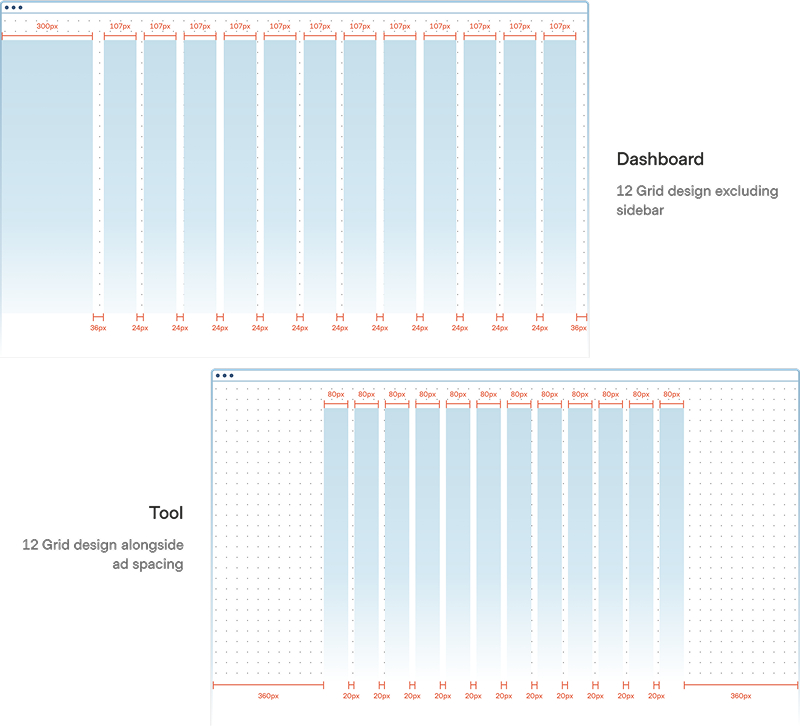 300px 107px 107px 107px 107px 107px 107px 107px 107px 107px 107px 107px 107px
Dashboard
12 Grid design excluding
sidebar
36px 24px 24px 24px 24px 24px 24px 24px 24px 24px 24px 24px 36px
80px 80px 80px 80px 80px 80px 80px 80px 80px 80px 80px 80px
Tool
12 Grid design alongside
ad spacing
360px 20px 20px 20px 20px 20px 20px 20px 20px 20px 20px 20px 360px